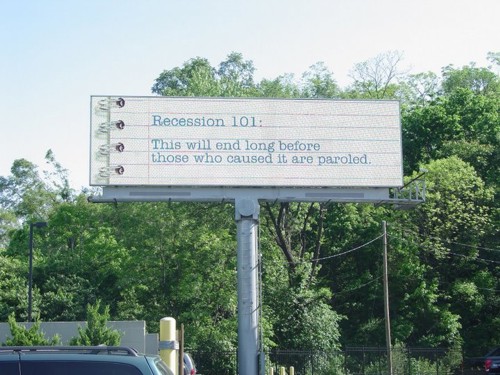 Recession 101:
This will end long before
those who caused it are paroled.